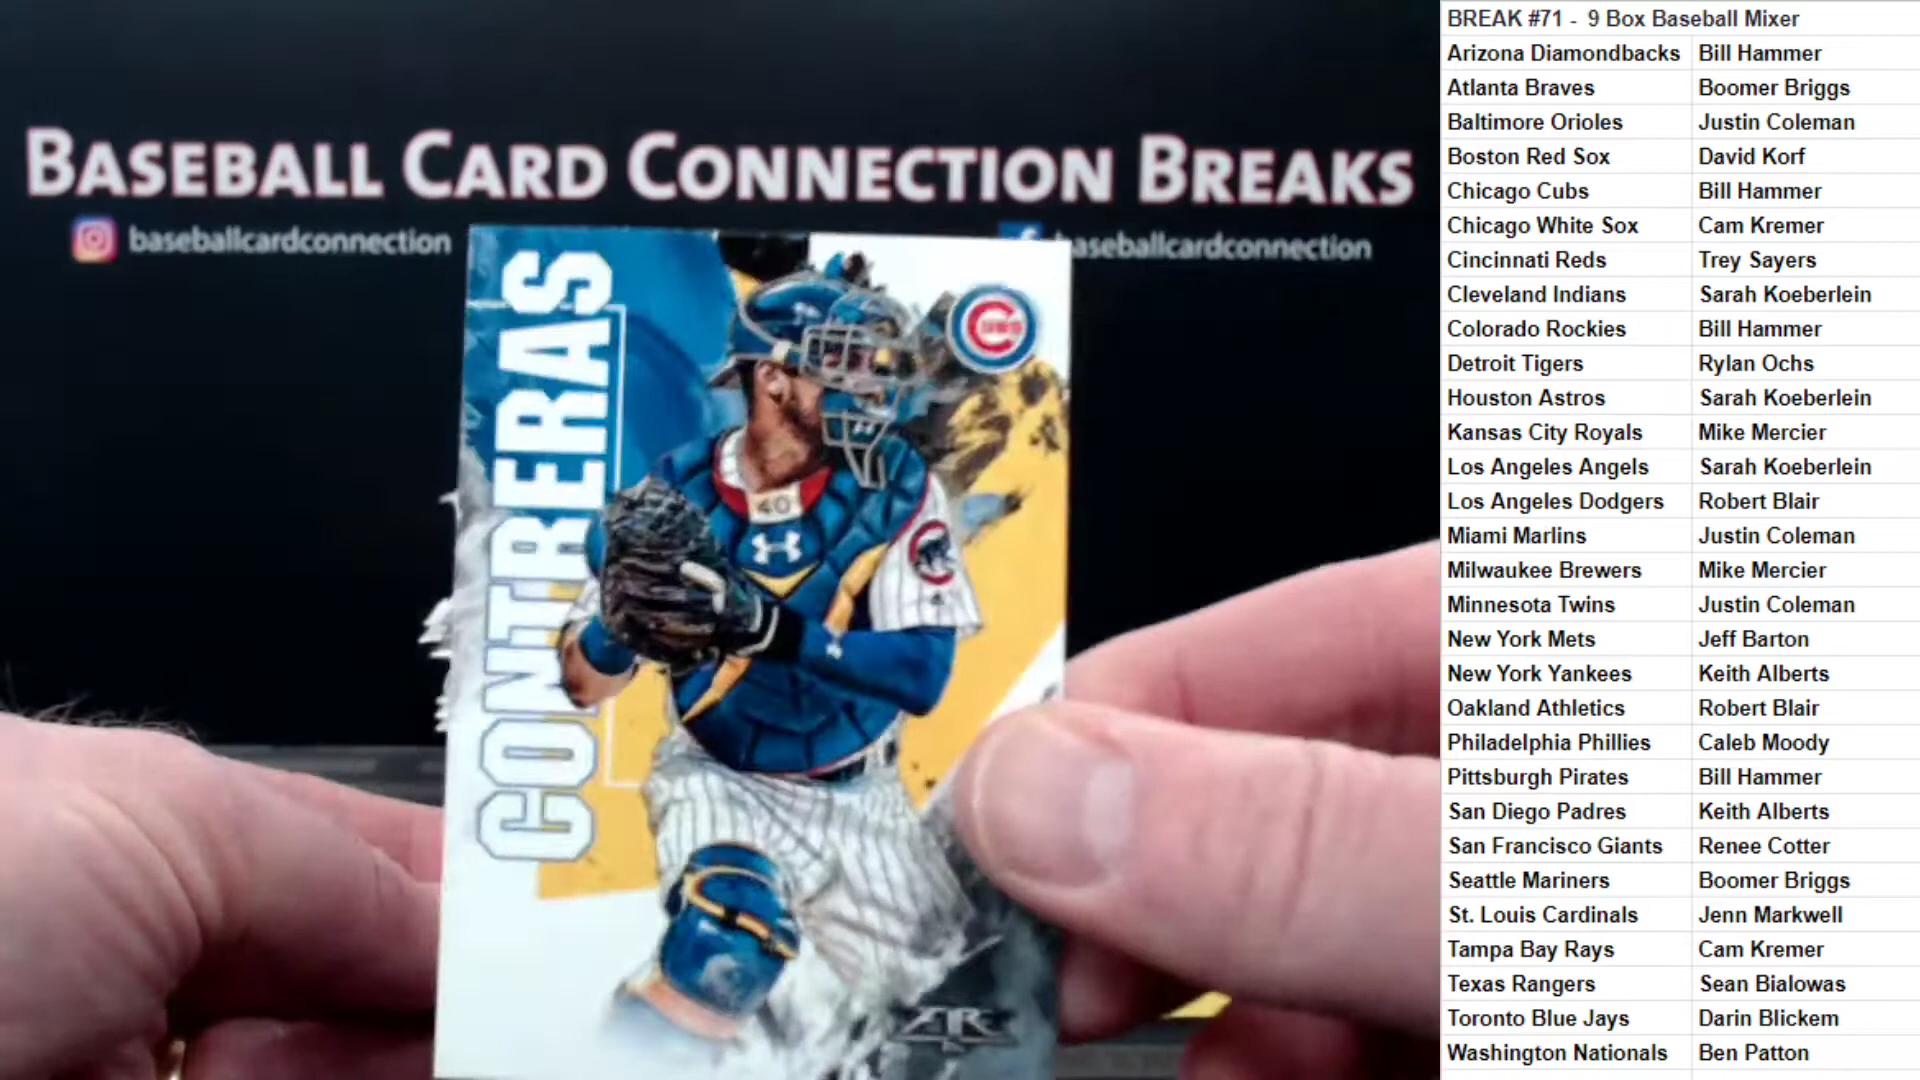 BASEBALL CARD CONNECTION BREAKS
baseballcardconnection
baseballcardconnection
CONTRERAS
CUBS
40
FIRE
BREAK #71 - 9 Box Baseball Mixer
Arizona Diamondbacks Bill Hammer
Atlanta Braves Boomer Briggs
Baltimore Orioles Justin Coleman
Boston Red Sox David Korf
Chicago Cubs Bill Hammer
Chicago White Sox Cam Kremer
Cincinnati Reds Trey Sayers
Cleveland Indians Sarah Koeberlein
Colorado Rockies Bill Hammer
Detroit Tigers Rylan Ochs
Houston Astros Sarah Koeberlein
Kansas City Royals Mike Mercier
Los Angeles Angels Sarah Koeberlein
Los Angeles Dodgers Robert Blair
Miami Marlins Justin Coleman
Milwaukee Brewers Mike Mercier
Minnesota Twins Justin Coleman
New York Mets Jeff Barton
New York Yankees Keith Alberts
Oakland Athletics Robert Blair
Philadelphia Phillies Caleb Moody
Pittsburgh Pirates Bill Hammer
San Diego Padres Keith Alberts
San Francisco Giants Renee Cotter
Seattle Mariners Boomer Briggs
St. Louis Cardinals Jenn Markwell
Tampa Bay Rays Cam Kremer
Texas Rangers Sean Bialowas
Toronto Blue Jays Darin Blickem
Washington Nationals Ben Patton